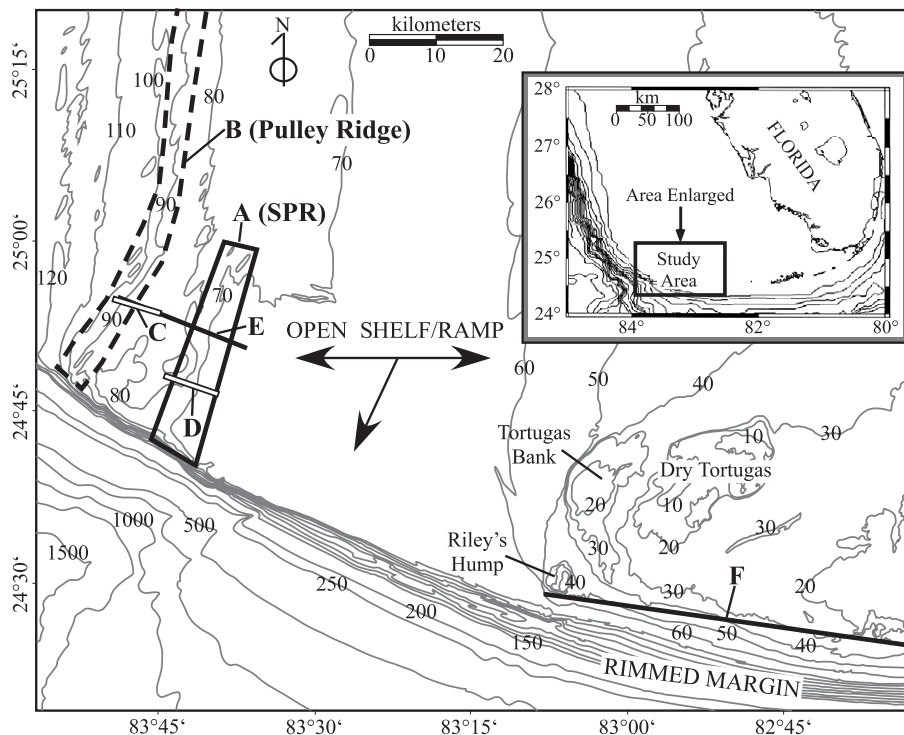 N
kilometers
0 10 20
25°15'
25°00'
24°45'
24°30'
100
80
110
B (Pulley Ridge)
70
90
A (SPR)
120
70
90
C
E
OPEN SHELF/RAMP
80
D
28°
27°
26°
25°
24°
km
0 50 100
FLORIDA
Area Enlarged
Study
Area
84°
82°
80°
60
50
40
30
Tortugas
Bank
10
Dry Tortugas
20
10
30
30
20
Riley's
Hump
40
30
F
20
60
50
40
1000
500
1500
250
200
150
RIMMED MARGIN
83°45'
83°30'
83°15'
83°00'
82°45'